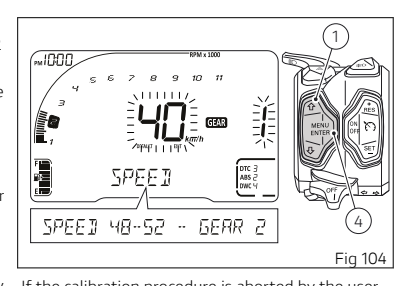 1
PM 1000
RPM x 1000
1 3 4 5 6 7 8 9 10 11
40
km/h
GEAR
1
F
E
SPEED
DTC 3
ABS 2
DWC 4
MENU
ENTER
ON
OFF
RES
SET
OFF
4
SPEED 48-52 -- GEAR 2
Fig 104
If the calibration procedure is aborted by the user